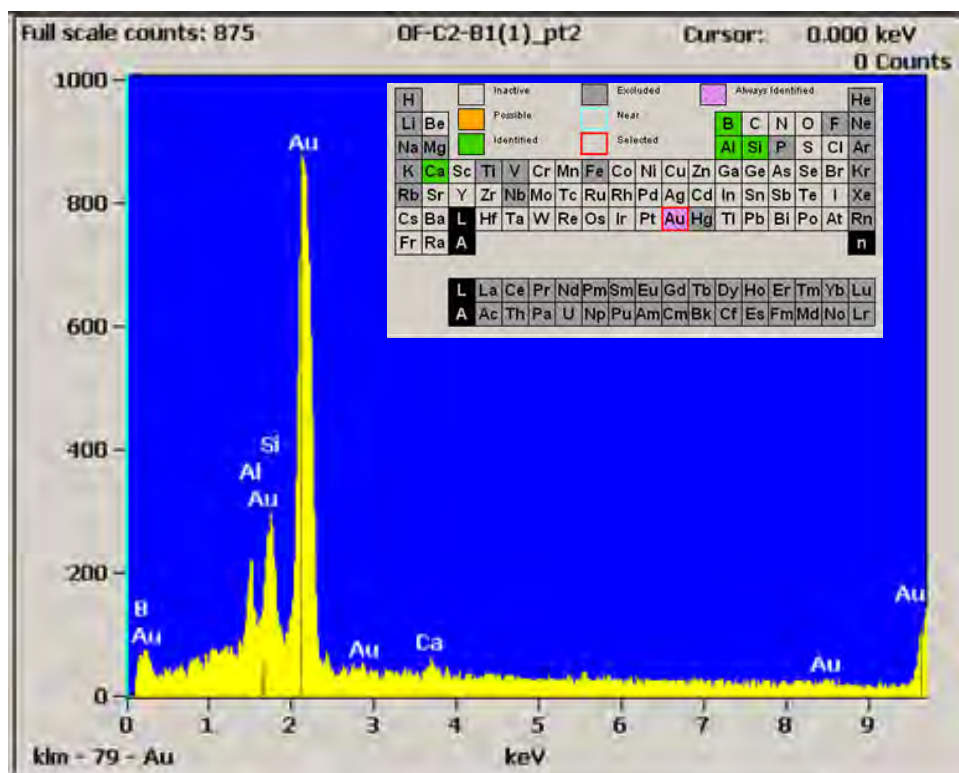 Full scale counts: 875 OF-C2-B1(1)_pt2 Cursor: 0.000 keV
0 Counts
1000
800
600
400
200
0
Inactive Excluded Always Identified
Possible Near
Identified Selected
H He
Li Be B C N O F Ne
Na Mg Al Si P S Cl Ar
K Ca Sc Ti V Cr Mn Fe Co Ni Cu Zn Ga Ge As Se Br Kr
Rb Sr Y Zr Nb Mo Tc Ru Rh Pd Ag Cd In Sn Sb Te I Xe
Cs Ba L Hf Ta W Re Os Ir Pt Au Hg Tl Pb Bi Po At Rn
Fr Ra A n
L La Ce Pr Nd Pm Sm Eu Gd Tb Dy Ho Er Tm Yb Lu
A Ac Th Pa U Np Pu Am Cm Bk Cf Es Fm Md No Lr
Au
Si
Al
Au
B
Au
Au
Ca
Au
Au
0 1 2 3 4 5 6 7 8 9
klm - 79 - Au keV